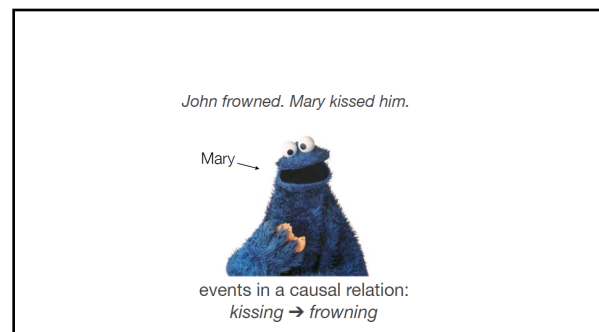 John frowned. Mary kissed him.
Mary
events in a causal relation:
kissing ➔ frowning